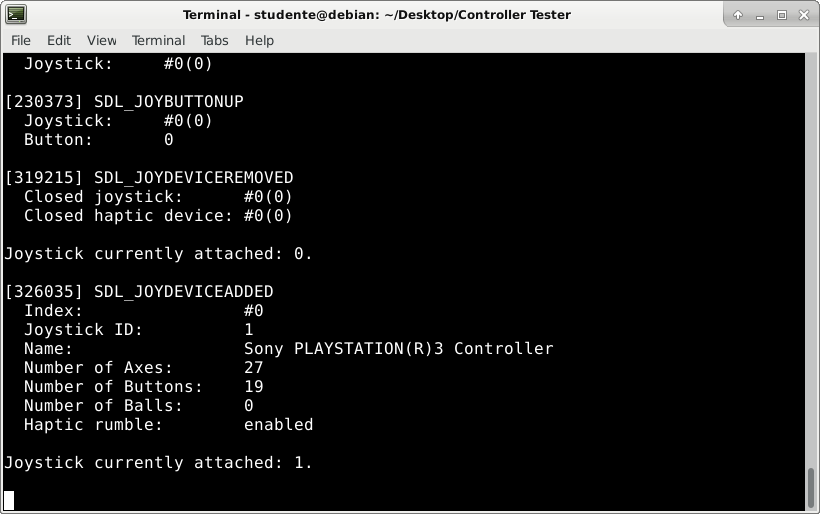 Terminal - studente@debian: ~/Desktop/Controller Tester
File Edit View Terminal Tabs Help
Joystick: #0(0)
[230373] SDL_JOYBUTTONUP
Joystick: #0(0)
Button: 0
[319215] SDL_JOYDEVICEREMOVED
Closed joystick: #0(0)
Closed haptic device: #0(0)
Joystick currently attached: 0.
[326035] SDL_JOYDEVICEADDED
Index: #0
Joystick ID: 1
Name: Sony PLAYSTATION(R)3 Controller
Number of Axes: 27
Number of Buttons: 19
Number of Balls: 0
Haptic rumble: enabled
Joystick currently attached: 1.